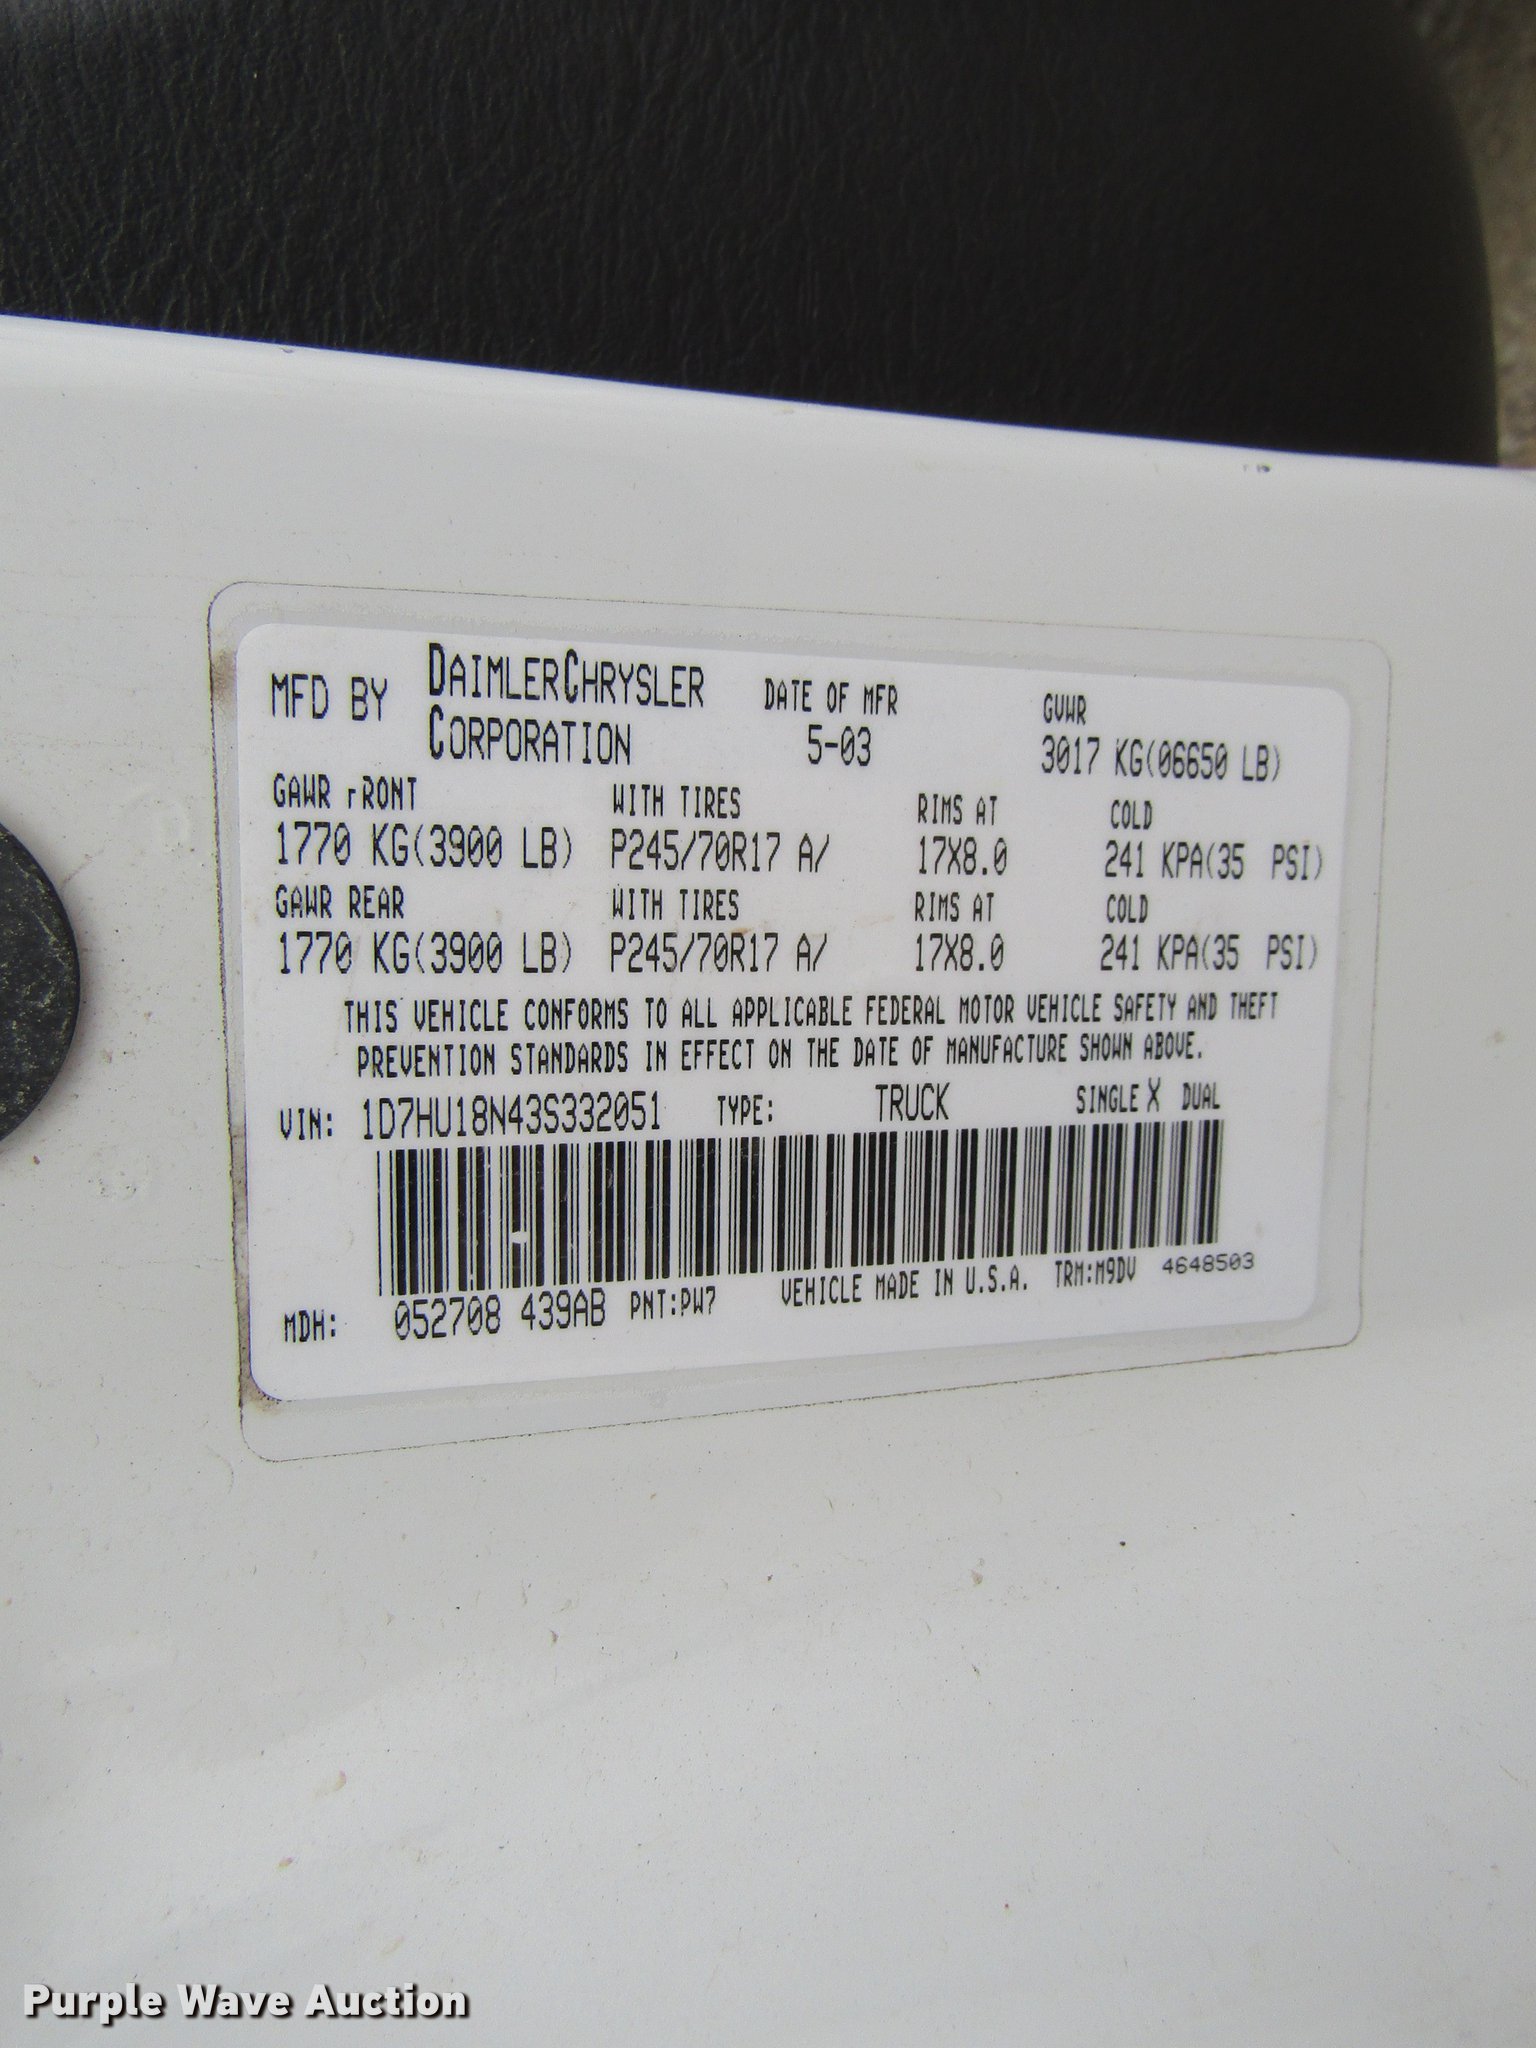 MFD BY DAIMLERCHRYSLER CORPORATION DATE OF MFR 5-03 GVWR 3017 KG(06650 LB)
GAWR FRONT WITH TIRES RIMS AT COLD
1770 KG(3900 LB) P245/70R17 A/ 17X8.0 241 KPA(35 PSI)
GAWR REAR WITH TIRES RIMS AT COLD
1770 KG(3900 LB) P245/70R17 A/ 17X8.0 241 KPA(35 PSI)
THIS VEHICLE CONFORMS TO ALL APPLICABLE FEDERAL MOTOR VEHICLE SAFETY AND THEFT
PREVENTION STANDARDS IN EFFECT ON THE DATE OF MANUFACTURE SHOWN ABOVE.
VIN: 1D7HU18N43S332051 TYPE: TRUCK SINGLE X DUAL
MDH: 052708 439AB PNT:PW7 VEHICLE MADE IN U.S.A. TRM:M9DV 4648503
Purple Wave Auction